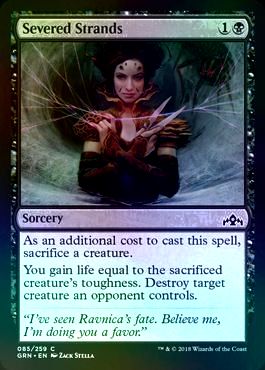 Severed Strands 1
Sorcery
As an additional cost to cast this spell,
sacrifice a creature.
You gain life equal to the sacrificed
creature's toughness. Destroy target
creature an opponent controls.
"I've seen Ravnica's fate. Believe me,
I'm doing you a favor."
085/259 C
GRN • EN ZACK STELLA
™ & © 2018 Wizards of the Coast